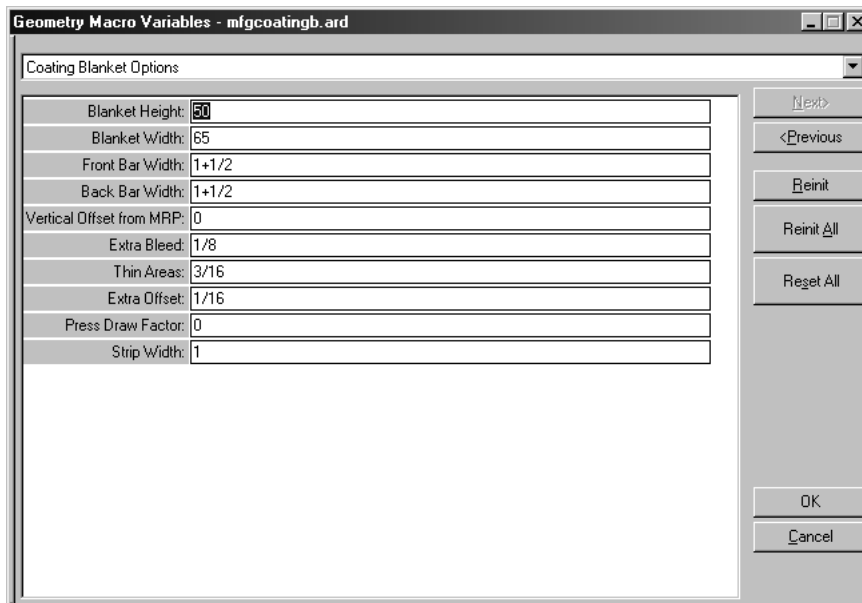 Geometry Macro Variables - mfgcoatingb.ard
Coating Blanket Options
Blanket Height: 50
Blanket Width: 65
Front Bar Width: 1+1/2
Back Bar Width: 1+1/2
Vertical Offset from MRP: 0
Extra Bleed: 1/8
Thin Areas: 3/16
Extra Offset: 1/16
Press Draw Factor: 0
Strip Width: 1
Next>
<Previous
Reinit
Reinit All
Reset All
OK
Cancel